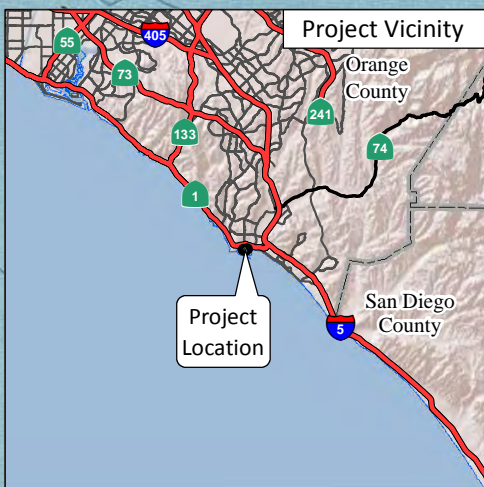 Project Vicinity
55
405
73
Orange
County
241
133
74
1
Project
Location
San Diego
County
5